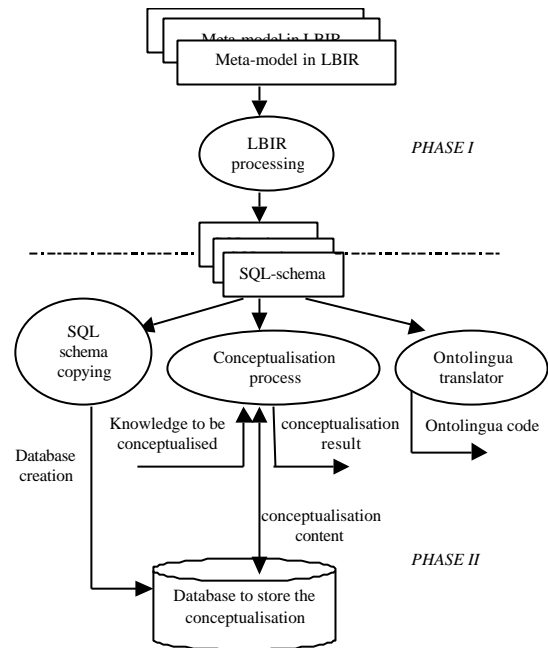 Meta-model in LBIR
Meta-model in LBIR
LBIR
processing
PHASE I
SQL-schema
SQL
schema
copying
Conceptualisation
process
Ontolingua
translator
Knowledge to be
conceptualised
conceptualisation
result
Ontolingua code
Database
creation
conceptualisation
content
PHASE II
Database to store the
conceptualisation